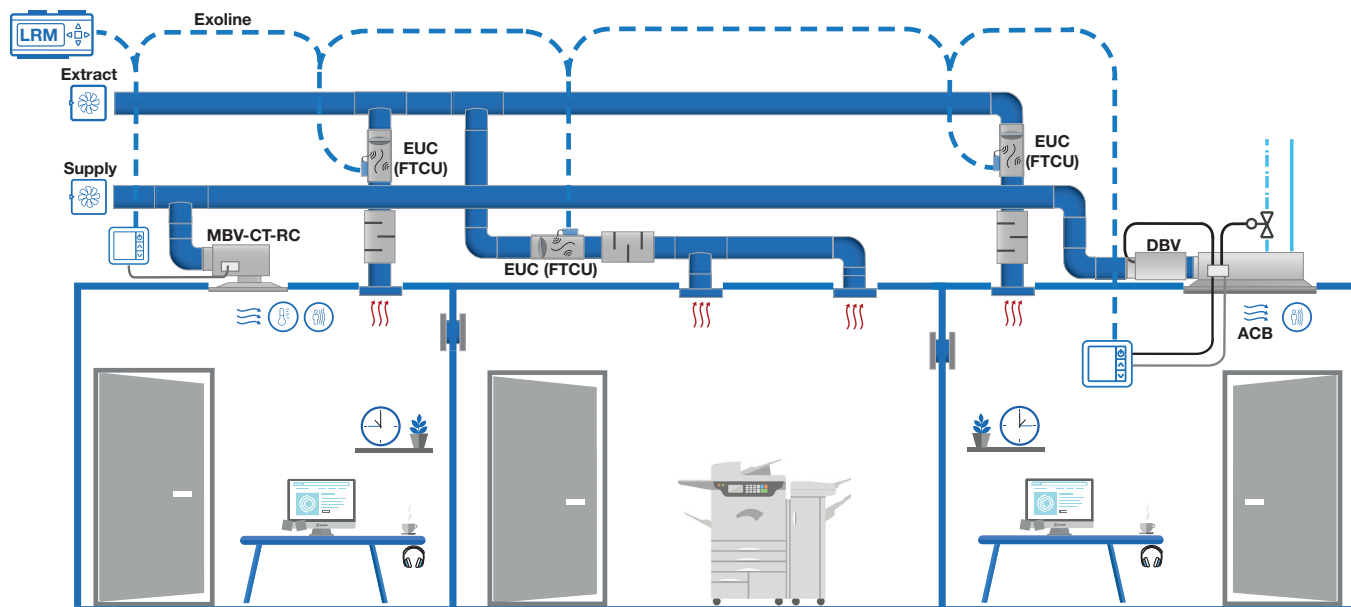 LRM
Exoline
Extract
EUC
(FTCU)
EUC
(FTCU)
Supply
MBV-CT-RC
DBV
EUC (FTCU)
ACB